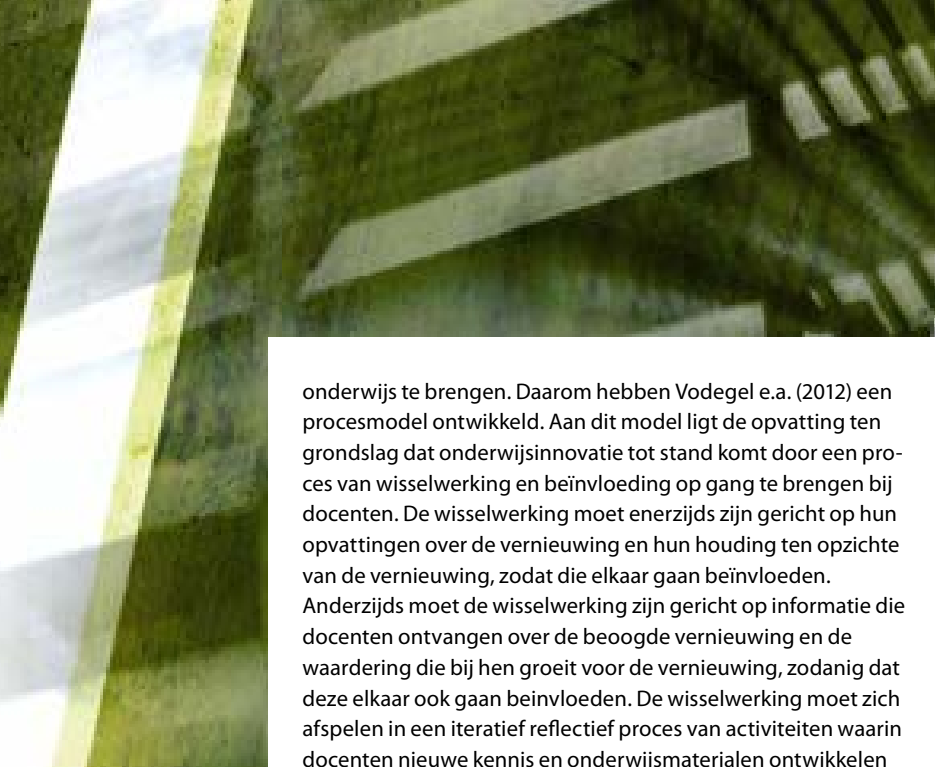 onderwijs te brengen. Daarom hebben Vodegel e.a. (2012) een
procesmodel ontwikkeld. Aan dit model ligt de opvatting ten
grondslag dat onderwijsinnovatie tot stand komt door een pro-
ces van wisselwerking en beïnvloeding op gang te brengen bij
docenten. De wisselwerking moet enerzijds zijn gericht op hun
opvattingen over de vernieuwing en hun houding ten opzichte
van de vernieuwing, zodat die elkaar gaan beïnvloeden.
Anderzijds moet de wisselwerking zijn gericht op informatie die
docenten ontvangen over de beoogde vernieuwing en de
waardering die bij hen groeit voor de vernieuwing, zodanig dat
deze elkaar ook gaan beinvloeden. De wisselwerking moet zich
afspelen in een iteratief reflectief proces van activiteiten waarin
docenten nieuwe kennis en onderwijsmaterialen ontwikkelen